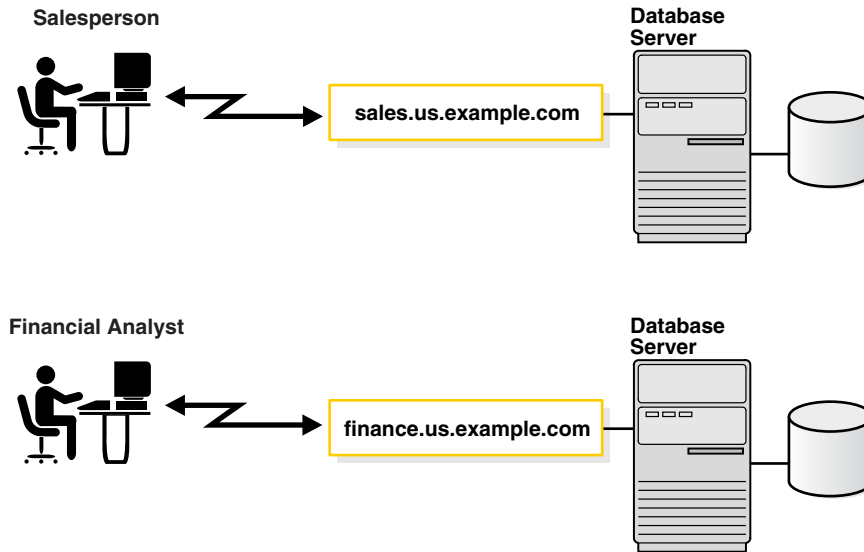 Salesperson
Database
Server
sales.us.example.com
Financial Analyst
Database
Server
finance.us.example.com